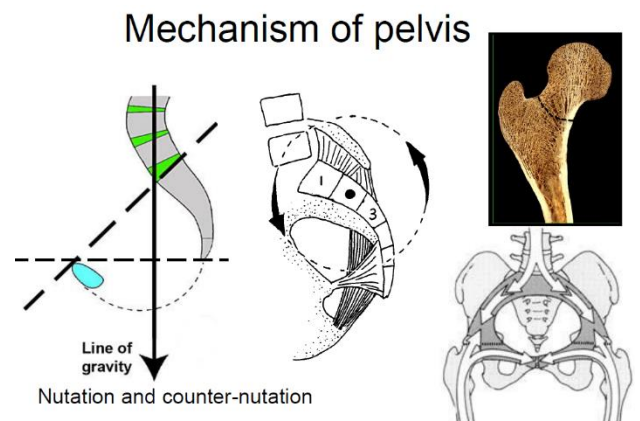 Mechanism of pelvis
1
3
Line of
gravity
Nutation and counter-nutation